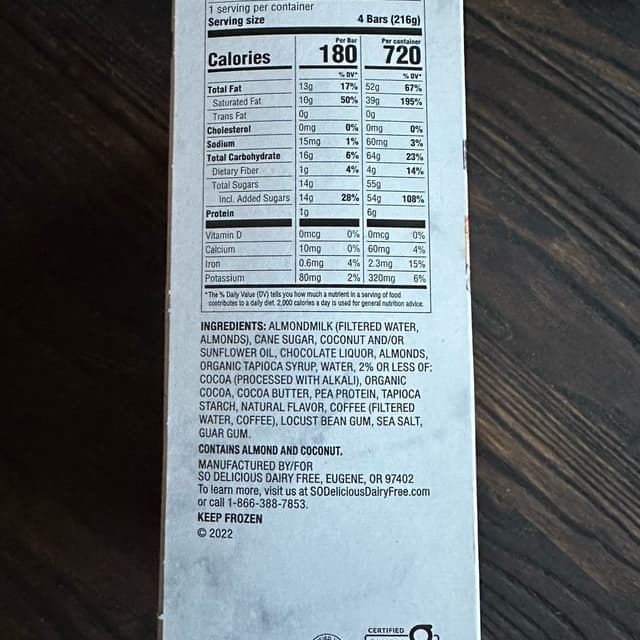 1 serving per container
Serving size 4 Bars (216g)
Per Bar Per container
Calories 180 720
% DV* % DV*
Total Fat 13g 17% 52g 67%
Saturated Fat 10g 50% 39g 195%
Trans Fat 0g 0g
Cholesterol 0mg 0% 0mg 0%
Sodium 15mg 1% 60mg 3%
Total Carbohydrate 16g 6% 64g 23%
Dietary Fiber 1g 4% 4g 14%
Total Sugars 14g 55g
Incl. Added Sugars 14g 28% 54g 108%
Protein 1g 6g
Vitamin D 0mcg 0% 0mcg 0%
Calcium 10mg 0% 60mg 4%
Iron 0.6mg 4% 2.3mg 15%
Potassium 80mg 2% 320mg 6%
*The % Daily Value (DV) tells you how much a nutrient in a serving of food
contributes to a daily diet. 2,000 calories a day is used for general nutrition advice.
INGREDIENTS: ALMONDMILK (FILTERED WATER,
ALMONDS), CANE SUGAR, COCONUT AND/OR
SUNFLOWER OIL, CHOCOLATE LIQUOR, ALMONDS,
ORGANIC TAPIOCA SYRUP, WATER, 2% OR LESS OF:
COCOA (PROCESSED WITH ALKALI), ORGANIC
COCOA, COCOA BUTTER, PEA PROTEIN, TAPIOCA
STARCH, NATURAL FLAVOR, COFFEE (FILTERED
WATER, COFFEE), LOCUST BEAN GUM, SEA SALT,
GUAR GUM.
CONTAINS ALMOND AND COCONUT.
MANUFACTURED BY/FOR
SO DELICIOUS DAIRY FREE, EUGENE, OR 97402
To learn more, visit us at SODeliciousDairyFree.com
or call 1-866-388-7853.
KEEP FROZEN
© 2022
CERTIFIED